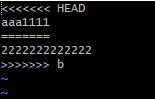 <<<<<<< HEAD
aaa1111
=======
2222222222222
>>>>>>> b
~
~